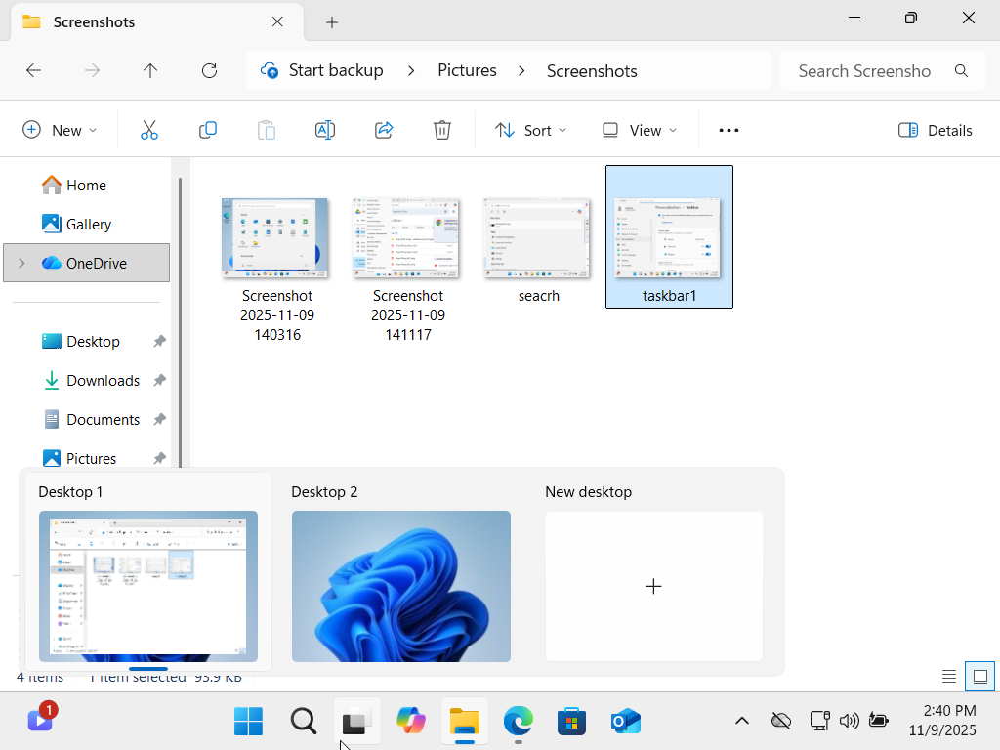 Screenshots
Start backup
Pictures
Screenshots
Search Screensho
New
Sort
View
Details
Home
Gallery
OneDrive
Desktop
Downloads
Documents
Pictures
Screenshot
2025-11-09
140316
Screenshot
2025-11-09
141117
seacrh
taskbar1
Desktop 1
Desktop 2
New desktop
4 items
1 item selected 93.9 KB
1
2:40 PM
11/9/2025